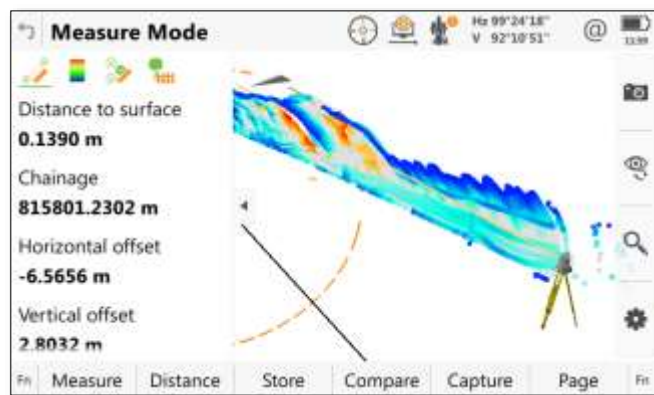 Measure Mode
Hz 99°24'18"
V 92°10'51"
@
Distance to surface
0.1390 m
Chainage
815801.2302 m
Horizontal offset
-6.5656 m
Vertical offset
2.8032 m
Fn Measure Distance Store Compare Capture Page Fn